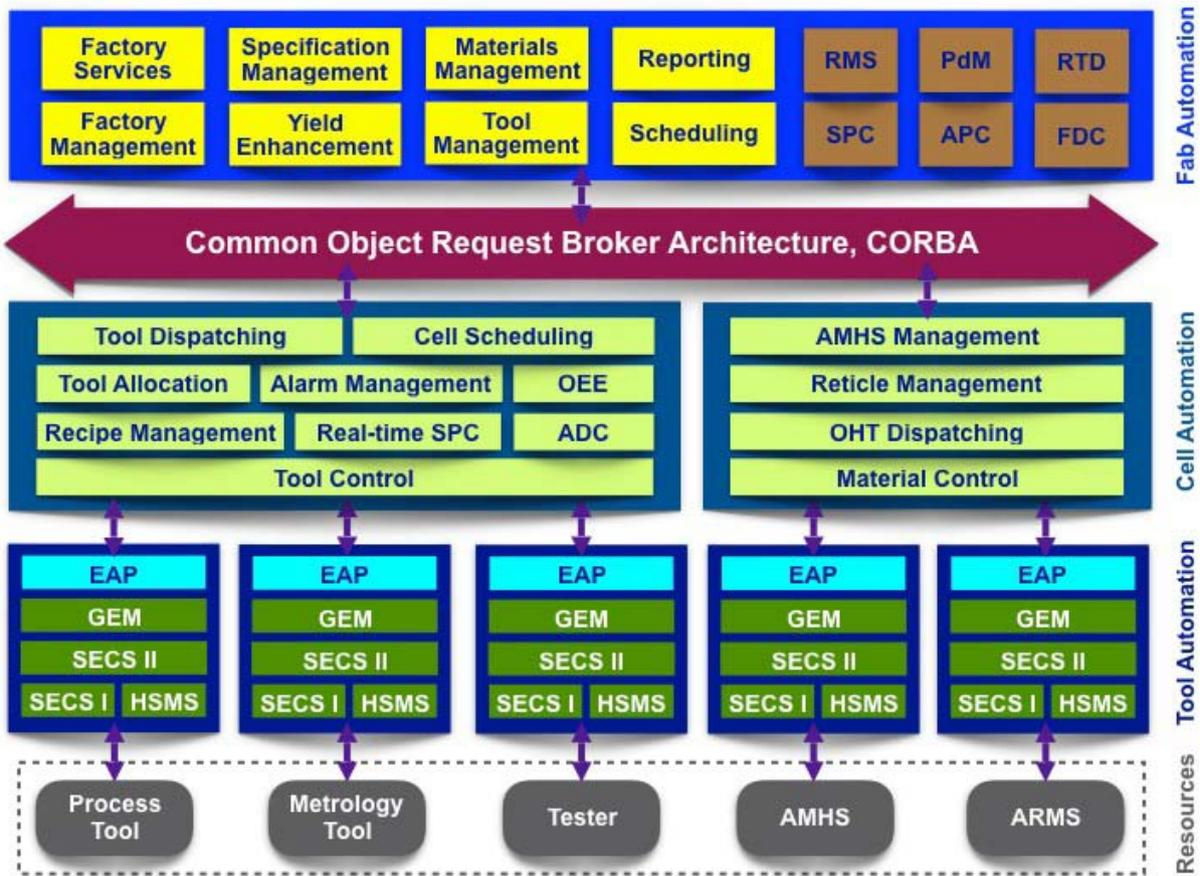 Factory
Services
Specification
Management
Materials
Management
Reporting
RMS
PdM
RTD
Factory
Management
Yield
Enhancement
Tool
Management
Scheduling
SPC
APC
FDC
Fab Automation
Common Object Request Broker Architecture, CORBA
Tool Dispatching
Cell Scheduling
Tool Allocation
Alarm Management
OEE
Recipe Management
Real-time SPC
ADC
Tool Control
AMHS Management
Reticle Management
OHT Dispatching
Material Control
Cell Automation
EAP
GEM
SECS II
SECS I
HSMS
EAP
GEM
SECS II
SECS I
HSMS
EAP
GEM
SECS II
SECS I
HSMS
EAP
GEM
SECS II
SECS I
HSMS
EAP
GEM
SECS II
SECS I
HSMS
Tool Automation
Process
Tool
Metrology
Tool
Tester
AMHS
ARMS
Resources